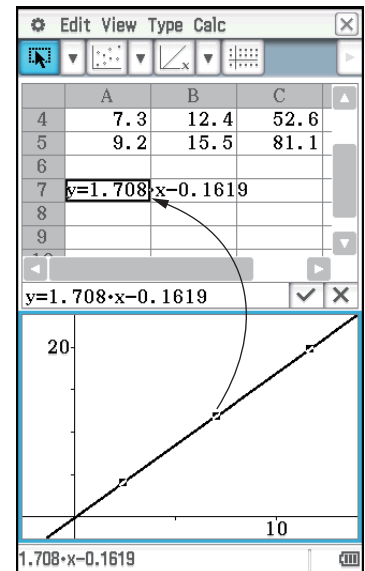 Edit View Type Calc
A B C
4 7.3 12.4 52.6
5 9.2 15.5 81.1
6
7 y=1.708·x−0.1619
8
9
y=1.708·x−0.1619
20
10
1.708·x−0.1619